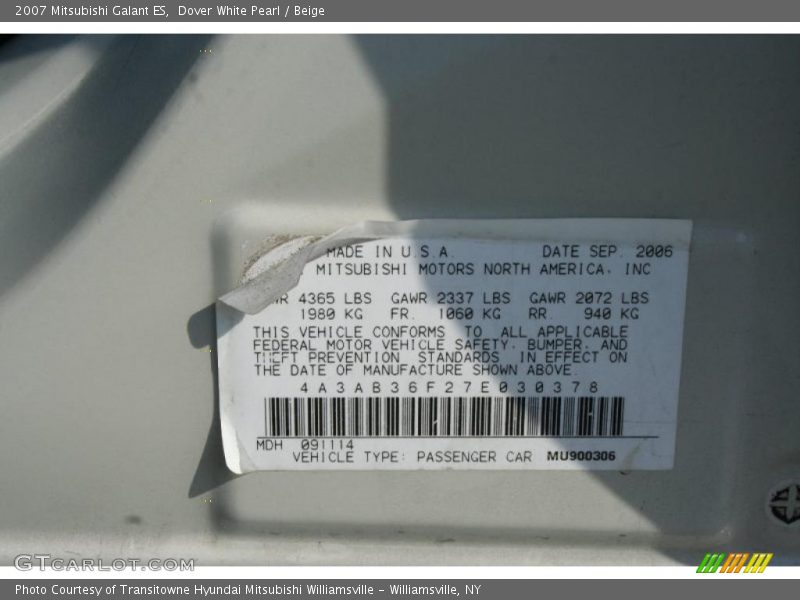 2007 Mitsubishi Galant ES,  Dover White Pearl / Beige
MADE IN U.S.A. DATE SEP. 2006
MITSUBISHI MOTORS NORTH AMERICA, INC
4365 LBS GAWR 2337 LBS GAWR 2072 LBS
1980 KG FR. 1060 KG RR. 940 KG
THIS VEHICLE CONFORMS TO ALL APPLICABLE
FEDERAL MOTOR VEHICLE SAFETY, BUMPER, AND
THEFT PREVENTION STANDARDS IN EFFECT ON
THE DATE OF MANUFACTURE SHOWN ABOVE.
4A3AB36F27E030378
MDH 091114
VEHICLE TYPE: PASSENGER CAR MU900306
GTCARLOT.COM
Photo Courtesy of Transitowne Hyundai Mitsubishi Williamsville - Williamsville, NY